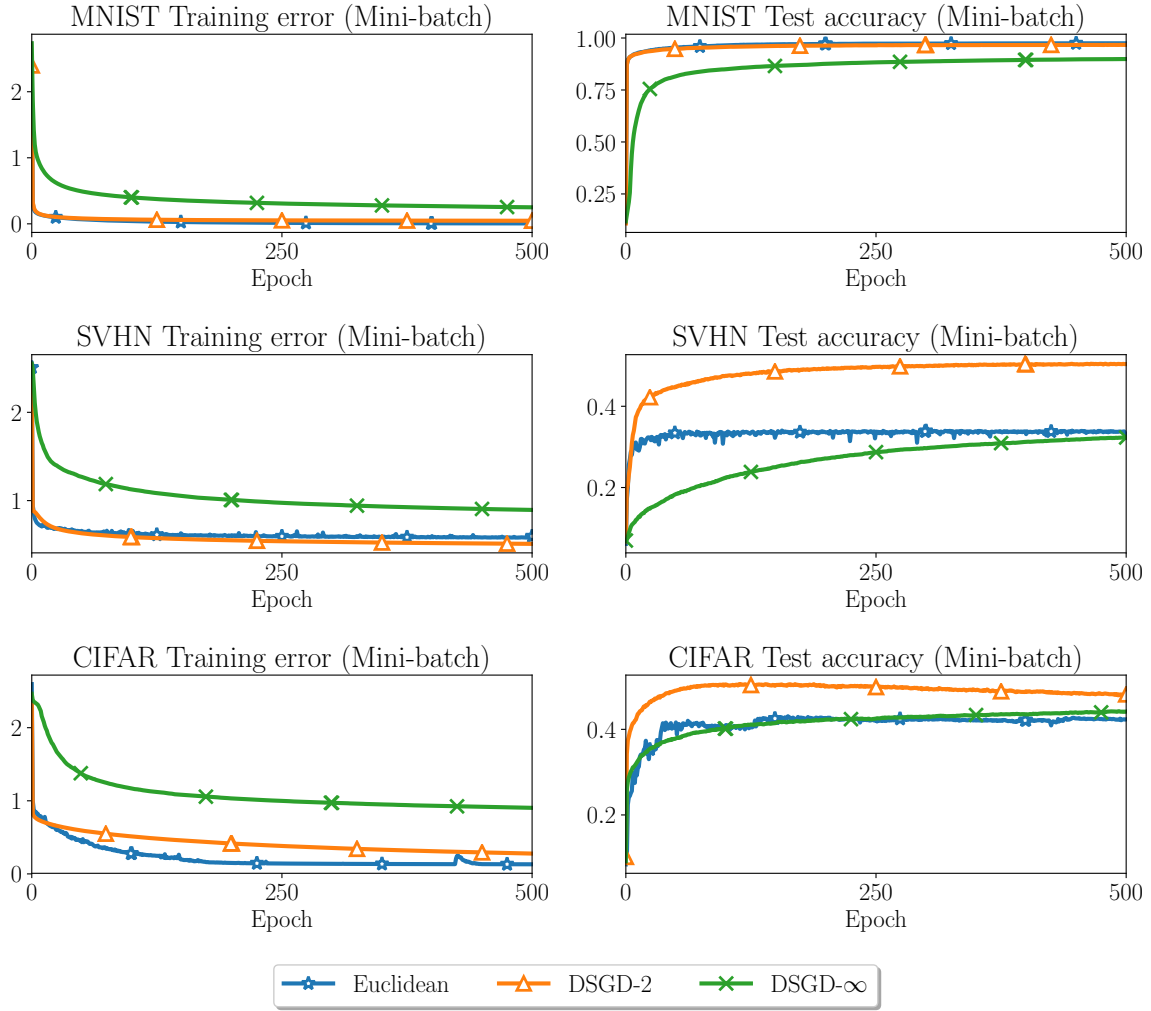 MNIST Training error (Mini-batch)
2
1
0
0
250
500
Epoch
MNIST Test accuracy (Mini-batch)
1.00
0.75
0.50
0.25
0
250
500
Epoch
SVHN Training error (Mini-batch)
2
1
0
250
500
Epoch
SVHN Test accuracy (Mini-batch)
0.4
0.2
0
250
500
Epoch
CIFAR Training error (Mini-batch)
2
1
0
0
250
500
Epoch
CIFAR Test accuracy (Mini-batch)
0.4
0.2
0
250
500
Epoch
Euclidean
DSGD-2
DSGD-∞